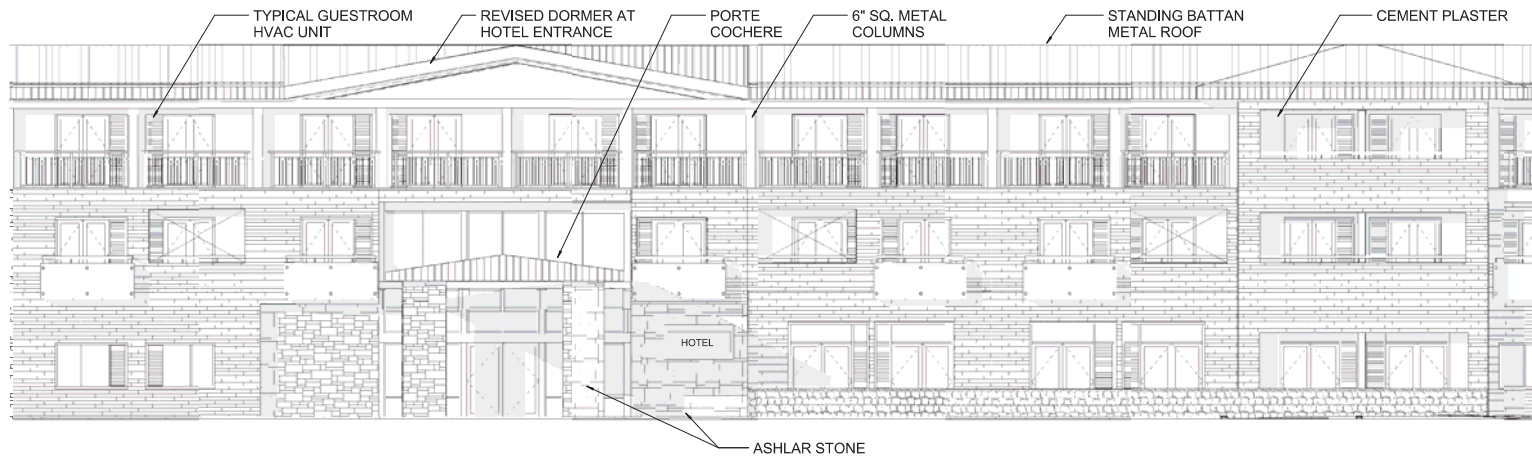 TYPICAL GUESTROOM
HVAC UNIT
REVISED DORMER AT
HOTEL ENTRANCE
PORTE
COCHERE
6" SQ. METAL
COLUMNS
STANDING BATTAN
METAL ROOF
CEMENT PLASTER
HOTEL
ASHLAR STONE